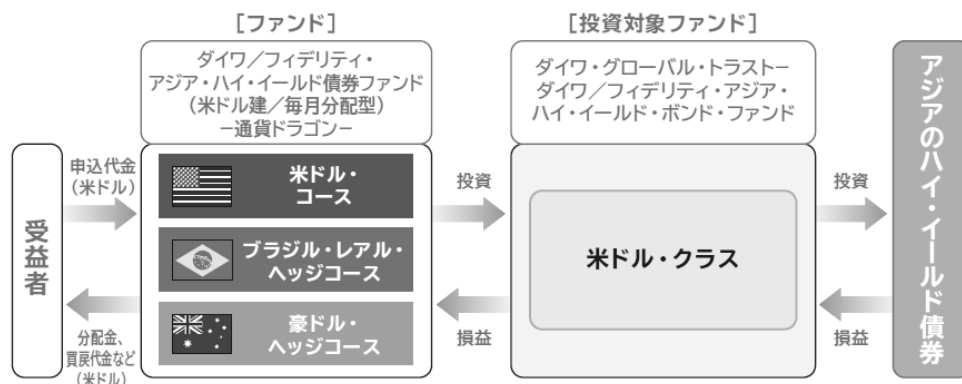 [ファンド]
ダイワ／フィデリティ・
アジア・ハイ・イールド債券ファンド
（米ドル建／毎月分配型）
－通貨ドラゴン－
[投資対象ファンド]
ダイワ・グローバル・トラスト－
ダイワ／フィデリティ・アジア・
ハイ・イールド・ボンド・ファンド
受益者
申込代金
（米ドル）
分配金、
買戻代金など
（米ドル）
米ドル・
コース
ブラジル・レアル・
ヘッジコース
豪ドル・
ヘッジコース
投資
損益
米ドル・クラス
投資
損益
アジアのハイ・イールド債券